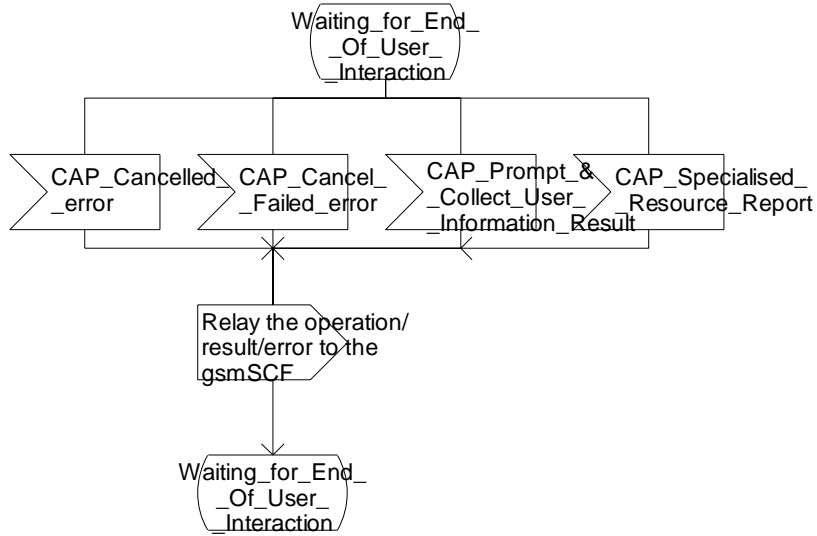 Waiting_for_End_
_Of_User_
_Interaction
CAP_Cancelled_
_error
CAP_Cancel_
_Failed_error
CAP_Prompt_&
_Collect_User_
_Information_Result
CAP_Specialised_
_Resource_Report
Relay the operation/
result/error to the
gsmSCF
Waiting_for_End_
_Of_User_
_Interaction